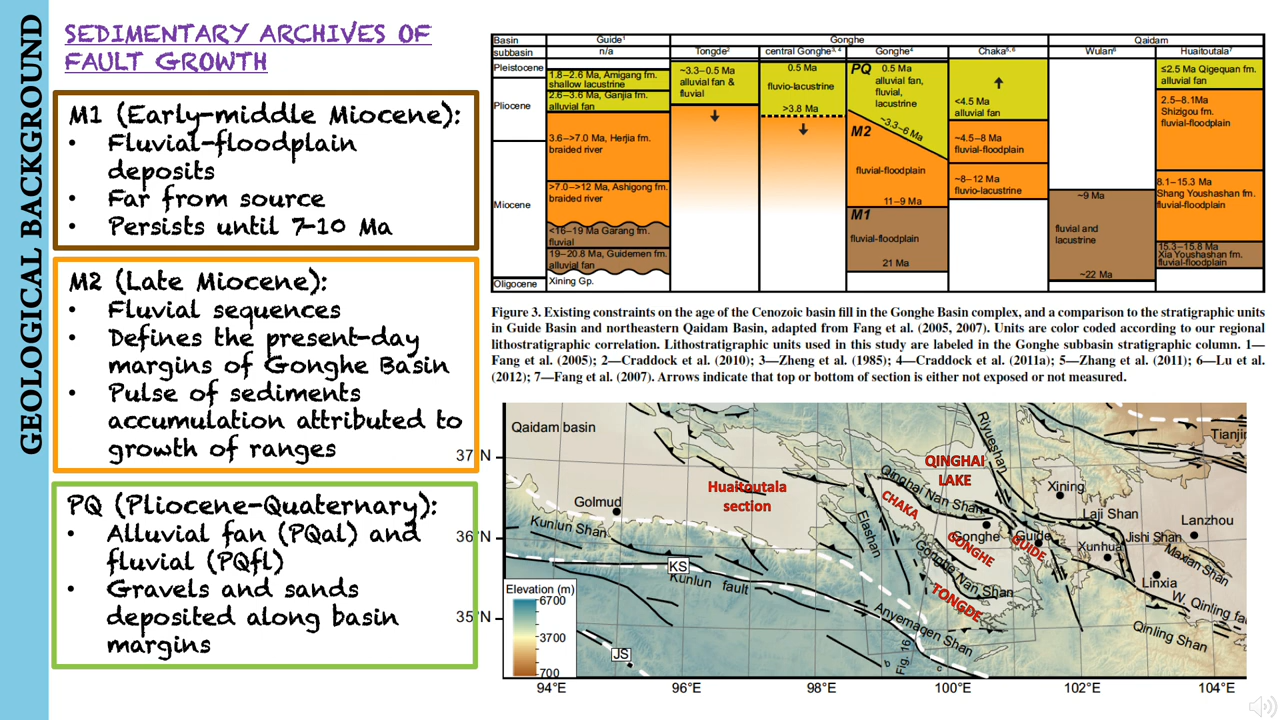 GEOLOGICAL BACKGROUND
SEDIMENTARY ARCHIVES OF
FAULT GROWTH
M1 (Early-middle Miocene):
• Fluvial-floodplain
deposits
• Far from source
• Persists until 7-10 Ma
M2 (Late Miocene):
• Fluvial sequences
• Defines the present-day
margins of Gonghe Basin
• Pulse of sediments
accumulation attributed to
growth of ranges
PQ (Pliocene-Quaternary):
• Alluvial fan (PQal) and
fluvial (PQfl)
• Gravels and sands
deposited along basin
margins
Basin Guide¹ Gonghe Qaidam
subbasin n/a Tongde² central Gonghe³,⁴ Gonghe⁴ Chaka⁵,⁶ Wulan⁶ Huaitoutala⁷
Pleistocene
Pliocene
Miocene
Oligocene
1.8–2.6 Ma, Amigang fm.
shallow lacustrine
2.6–3.6 Ma, Ganjia fm.
alluvial fan
3.6–>7.0 Ma, Herjia fm.
braided river
>7.0–>12 Ma, Ashigong fm.
braided river
<16–19 Ma Garang fm.
fluvial
19–20.8 Ma, Guidemen fm.
alluvial fan
Xining Gp.
~3.3–0.5 Ma
alluvial fan &
fluvial
0.5 Ma
fluvio-lacustrine
>3.8 Ma
PQ 0.5 Ma
alluvial fan,
fluvial,
lacustrine
~3.3–6 Ma
M2
fluvial-floodplain
11–9 Ma
M1
fluvial-floodplain
21 Ma
<4.5 Ma
alluvial fan
~4.5–8 Ma
fluvial-floodplain
~8–12 Ma
fluvio-lacustrine
~9 Ma
fluvial and
lacustrine
~22 Ma
≤2.5 Ma Qigequan fm.
alluvial fan
2.5–8.1Ma
Shizigou fm.
fluvial-floodplain
8.1–15.3 Ma
Shang Youshashan fm.
fluvial-floodplain
15.3–15.8 Ma
Xia Youshashan fm.
fluvial-floodplain
Figure 3. Existing constraints on the age of the Cenozoic basin fill in the Gonghe Basin complex, and a comparison to the stratigraphic units
in Guide Basin and northeastern Qaidam Basin, adapted from Fang et al. (2005, 2007). Units are color coded according to our regional
lithostratigraphic correlation. Lithostratigraphic units used in this study are labeled in the Gonghe subbasin stratigraphic column. 1—
Fang et al. (2005); 2—Craddock et al. (2010); 3—Zheng et al. (1985); 4—Craddock et al. (2011a); 5—Zhang et al. (2011); 6—Lu et al.
(2012); 7—Fang et al. (2007). Arrows indicate that top or bottom of section is either not exposed or not measured.
Qaidam basin
Riyueshan
Tianjin
37°N
QINGHAI
LAKE
Huaitoutala
section
Qinghai Nan Shan
CHAKA
Xining
Golmud
Laji Shan
Lanzhou
Kunlun Shan
36°N
Elashan
Gonghe
GONGHE
Guide
GUIDE
Xunhua
Jishi Shan
Maxian Shan
KS
Kunlun fault
Gonghe Nan Shan
TONGDE
Linxia
W. Qinling fau
Elevation (m)
6700
3700
700
35°N
Anyemaqen Shan
Qinling Shan
JS
Fig. 16
b
c
94°E 96°E 98°E 100°E 102°E 104°E